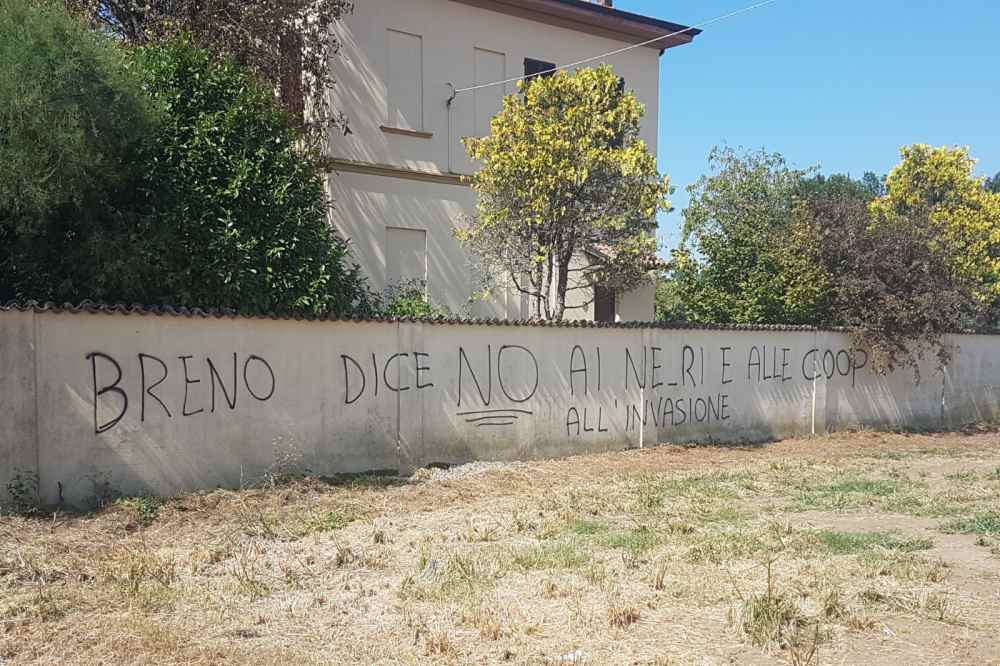 BRENO DICE NO AI NE_RI E ALLE COOP
ALL'INVASIONE